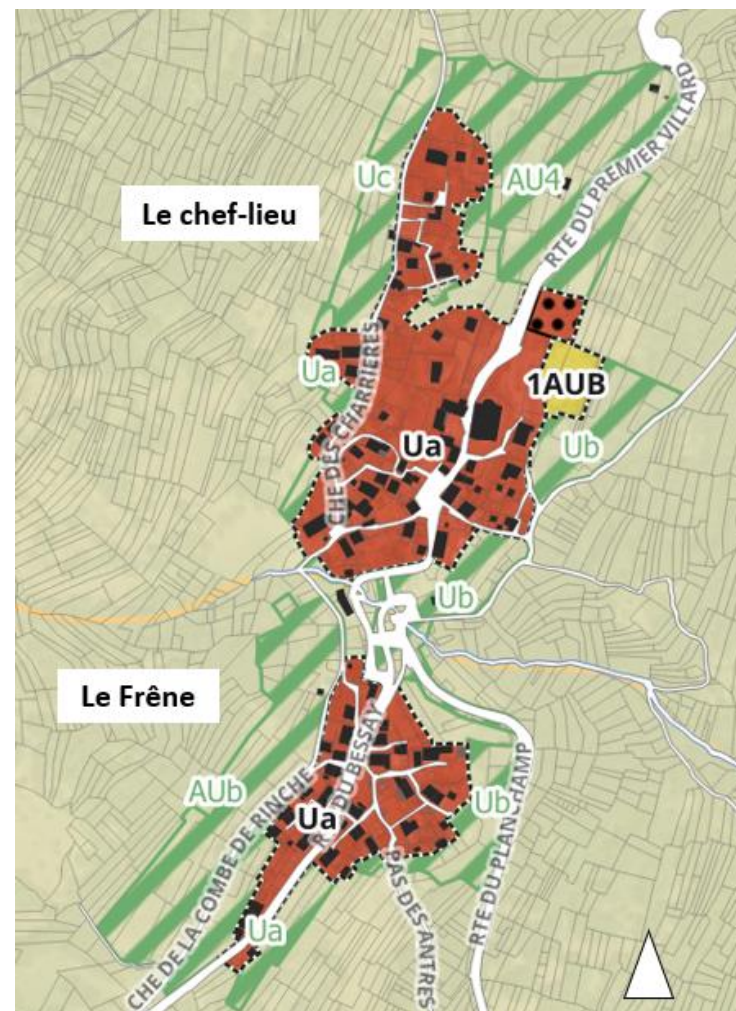 RTE DU PREMIER VILLARD
Uc
AU4
Le chef-lieu
CHE DES CHARRIERES
Ua
1AUB
Ua
Ub
Ub
Le Frêne
AUb
CHE DE LA COMBE DE RINCHE
DU BESSAY
Ua
Ub
RTE DU PLAN CHAMP
PAS DES ANTRES
Ua